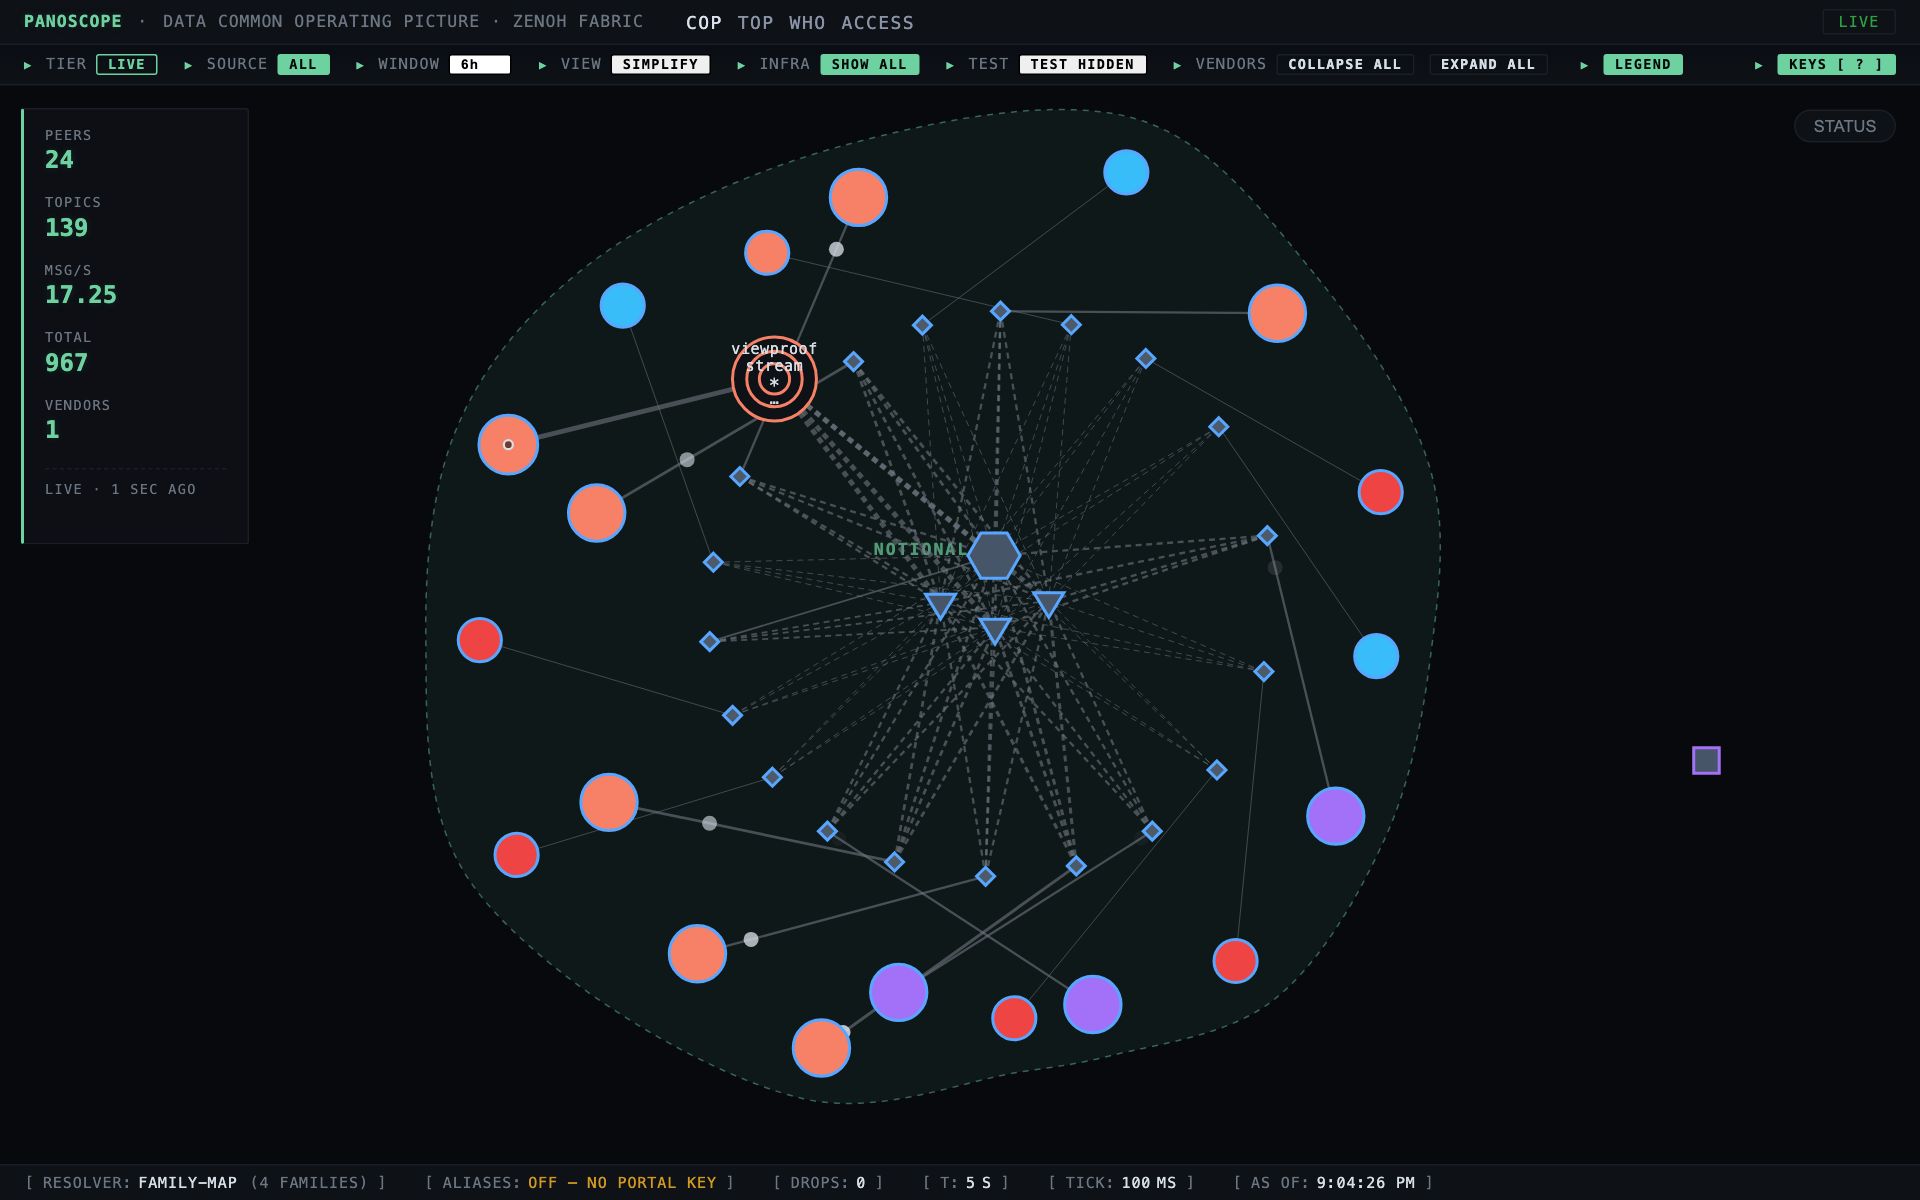 PANOSCOPE · DATA COMMON OPERATING PICTURE · ZENOH FABRIC COP TOP WHO ACCESS LIVE
▶ TIER LIVE ▶ SOURCE ALL ▶ WINDOW 6h ▶ VIEW SIMPLIFY ▶ INFRA SHOW ALL ▶ TEST TEST HIDDEN ▶ VENDORS COLLAPSE ALL EXPAND ALL ▶ LEGEND ▶ KEYS [ ? ]
PEERS
24
TOPICS
139
MSG/S
17.25
TOTAL
967
VENDORS
1
LIVE · 1 SEC AGO
STATUS
viewproof
stream
*
…
NOTIONAL
[ RESOLVER: FAMILY-MAP (4 FAMILIES) ] [ ALIASES: OFF — NO PORTAL KEY ] [ DROPS: 0 ] [ T: 5 S ] [ TICK: 100 MS ] [ AS OF: 9:04:26 PM ]